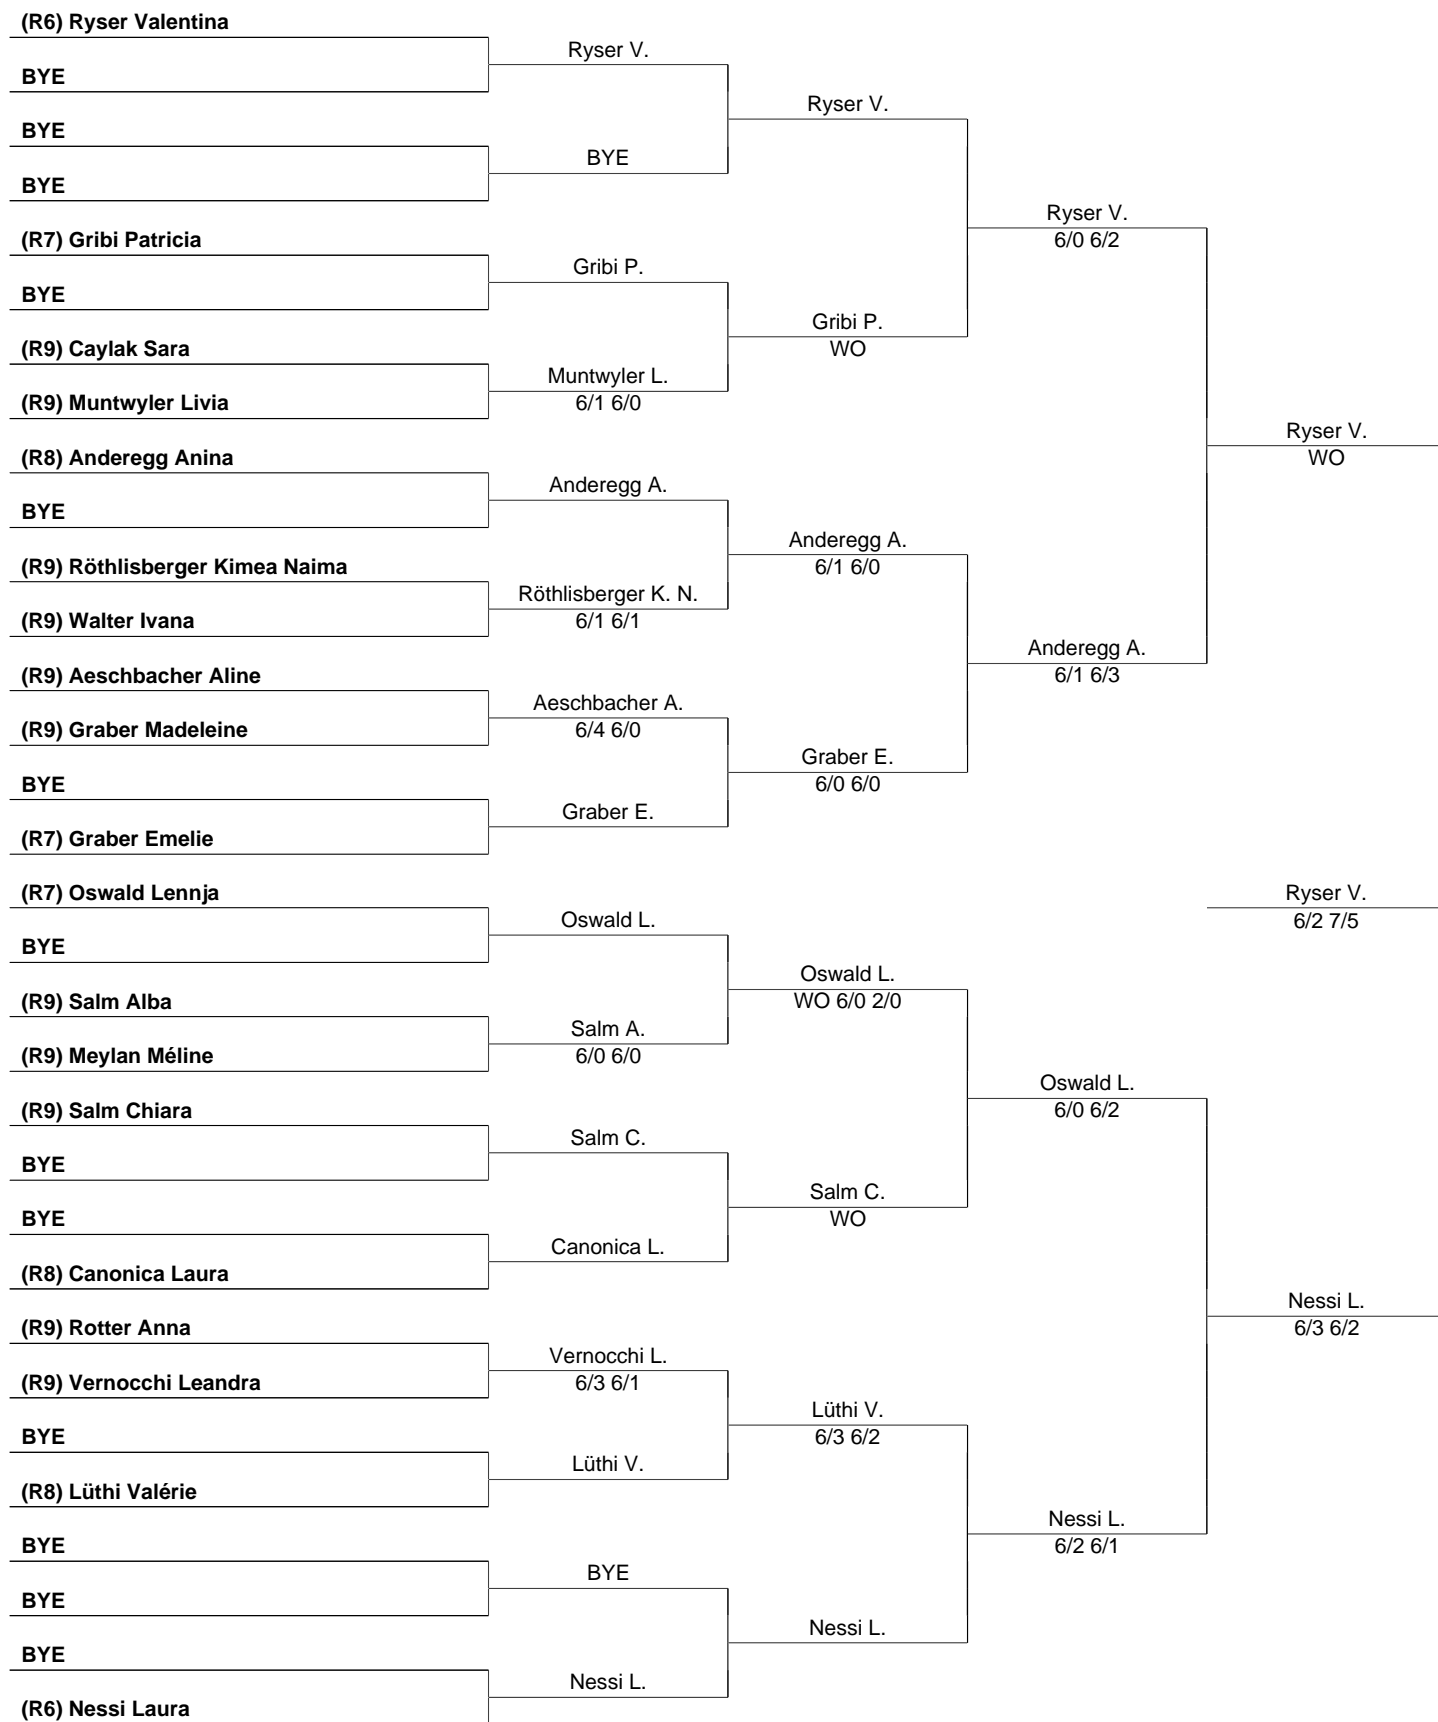 (R6) Ryser Valentina
BYE
BYE
BYE
(R7) Gribi Patricia
BYE
(R9) Caylak Sara
(R9) Muntwyler Livia
(R8) Anderegg Anina
BYE
(R9) Röthlisberger Kimea Naima
(R9) Walter Ivana
(R9) Aeschbacher Aline
(R9) Graber Madeleine
BYE
(R7) Graber Emelie
(R7) Oswald Lennja
BYE
(R9) Salm Alba
(R9) Meylan Méline
(R9) Salm Chiara
BYE
BYE
(R8) Canonica Laura
(R9) Rotter Anna
(R9) Vernocchi Leandra
BYE
(R8) Lüthi Valérie
BYE
BYE
BYE
(R6) Nessi Laura
Ryser V.
BYE
Gribi P.
Muntwyler L.
6/1 6/0
Anderegg A.
Röthlisberger K. N.
6/1 6/1
Aeschbacher A.
6/4 6/0
Graber E.
Oswald L.
Salm A.
6/0 6/0
Salm C.
Canonica L.
Vernocchi L.
6/3 6/1
Lüthi V.
BYE
Nessi L.
Ryser V.
Gribi P.
WO
Anderegg A.
6/1 6/0
Graber E.
6/0 6/0
Oswald L.
WO 6/0 2/0
Salm C.
WO
Lüthi V.
6/3 6/2
Nessi L.
Ryser V.
6/0 6/2
Anderegg A.
6/1 6/3
Oswald L.
6/0 6/2
Nessi L.
6/2 6/1
Ryser V.
WO
Ryser V.
6/2 7/5
Nessi L.
6/3 6/2